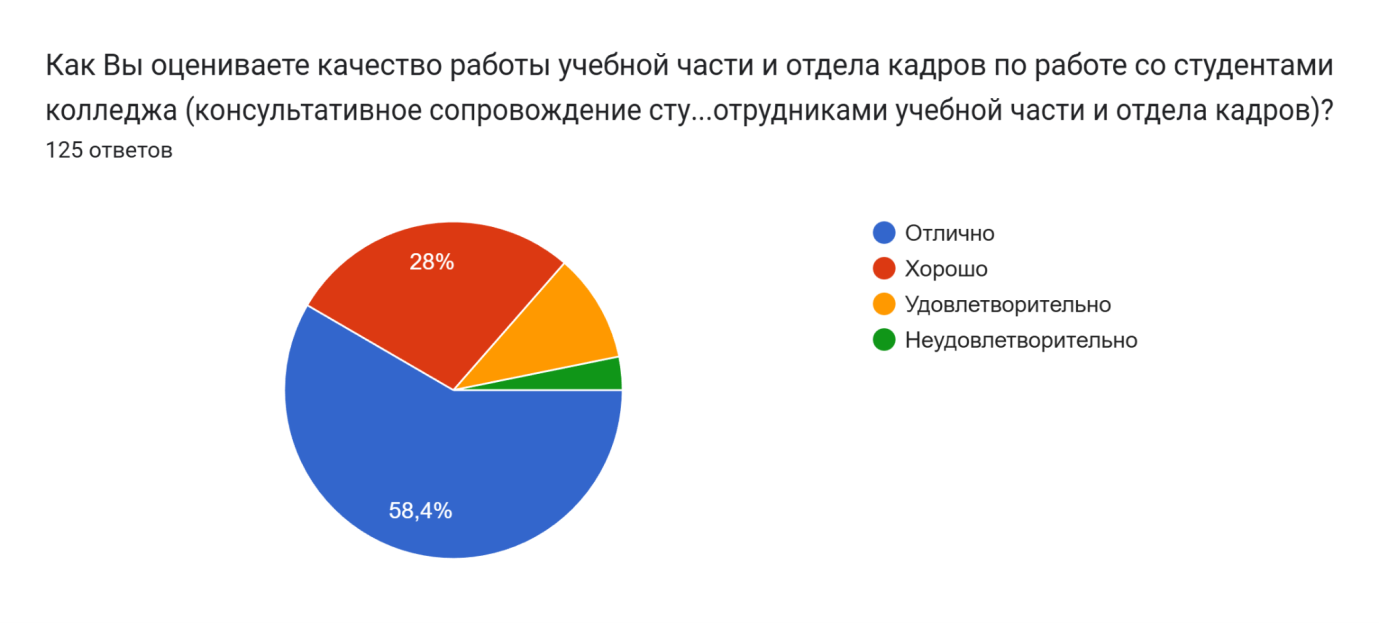 Как Вы оцениваете качество работы учебной части и отдела кадров по работе со студентами
колледжа (консультативное сопровождение сту...отрудниками учебной части и отдела кадров)?
125 ответов
28%
58,4%
Отлично
Хорошо
Удовлетворительно
Неудовлетворительно